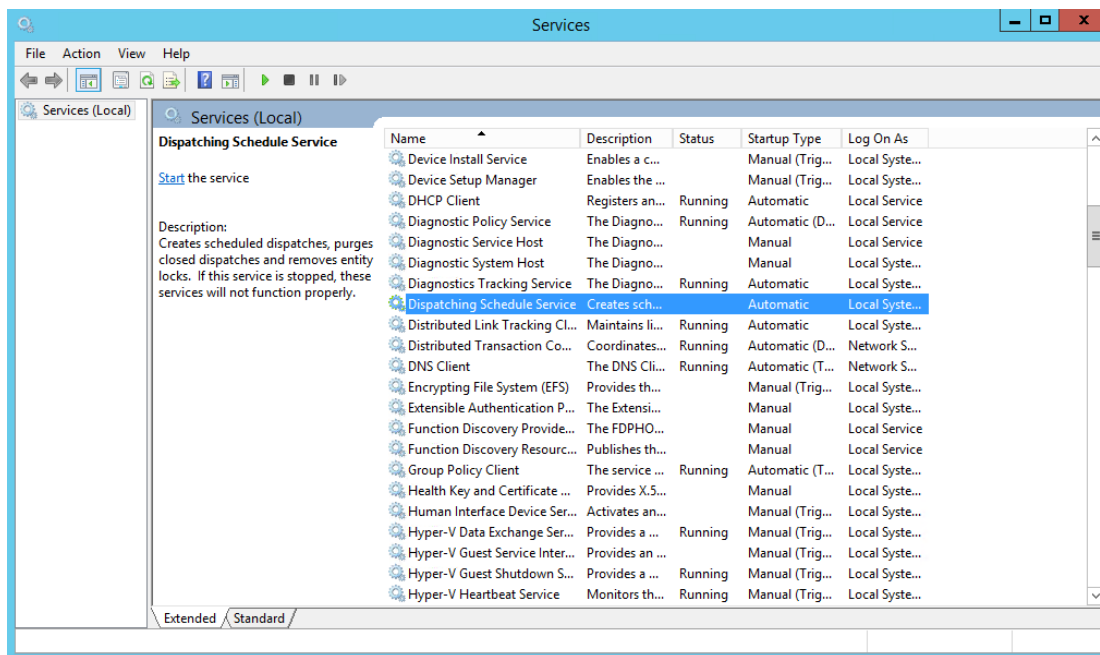 Services
File Action View Help
Services (Local)
Services (Local)
Dispatching Schedule Service
Start the service
Description:
Creates scheduled dispatches, purges
closed dispatches and removes entity
locks. If this service is stopped, these
services will not function properly.
Name Description Status Startup Type Log On As
Device Install Service Enables a c... Manual (Trig... Local Syste...
Device Setup Manager Enables the ... Manual (Trig... Local Syste...
DHCP Client Registers an... Running Automatic Local Service
Diagnostic Policy Service The Diagno... Running Automatic (D... Local Service
Diagnostic Service Host The Diagno... Manual Local Service
Diagnostic System Host The Diagno... Manual Local Syste...
Diagnostics Tracking Service The Diagno... Running Automatic Local Syste...
Dispatching Schedule Service Creates sch... Automatic Local Syste...
Distributed Link Tracking Cl... Maintains li... Running Automatic Local Syste...
Distributed Transaction Co... Coordinates... Running Automatic (D... Network S...
DNS Client The DNS Cli... Running Automatic (T... Network S...
Encrypting File System (EFS) Provides th... Manual (Trig... Local Syste...
Extensible Authentication P... The Extensi... Manual Local Syste...
Function Discovery Provide... The FDPHO... Manual Local Service
Function Discovery Resourc... Publishes th... Manual Local Service
Group Policy Client The service ... Running Automatic (T... Local Syste...
Health Key and Certificate ... Provides X.5... Manual Local Syste...
Human Interface Device Ser... Activates an... Manual (Trig... Local Syste...
Hyper-V Data Exchange Ser... Provides a ... Running Manual (Trig... Local Syste...
Hyper-V Guest Service Inter... Provides an ... Manual (Trig... Local Syste...
Hyper-V Guest Shutdown S... Provides a ... Running Manual (Trig... Local Syste...
Hyper-V Heartbeat Service Monitors th... Running Manual (Trig... Local Syste...
Extended Standard